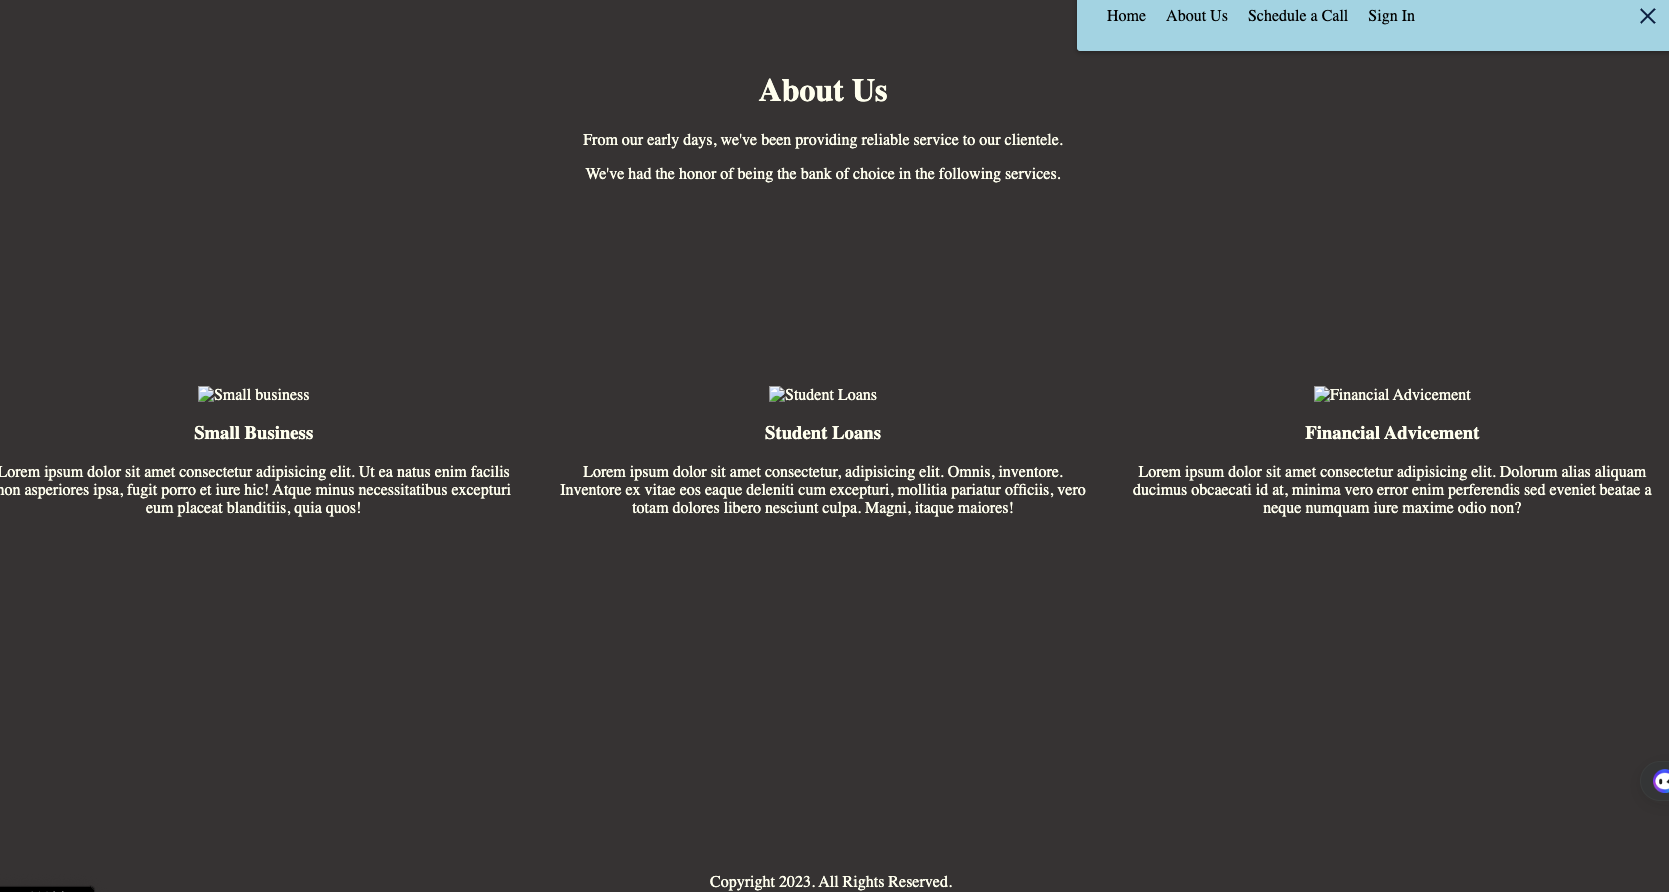 Home About Us Schedule a Call Sign In
About Us
From our early days, we've been providing reliable service to our clientele.
We've had the honor of being the bank of choice in the following services.
Small business
Small Business
Lorem ipsum dolor sit amet consectetur adipisicing elit. Ut ea natus enim facilis
non asperiores ipsa, fugit porro et iure hic! Atque minus necessitatibus excepturi
eum placeat blanditiis, quia quos!
Student Loans
Student Loans
Lorem ipsum dolor sit amet consectetur, adipisicing elit. Omnis, inventore.
Inventore ex vitae eos eaque deleniti cum excepturi, mollitia pariatur officiis, vero
totam dolores libero nesciunt culpa. Magni, itaque maiores!
Financial Advicement
Financial Advicement
Lorem ipsum dolor sit amet consectetur adipisicing elit. Dolorum alias aliquam
ducimus obcaecati id at, minima vero error enim perferendis sed eveniet beatae a
neque numquam iure maxime odio non?
Copyright 2023. All Rights Reserved.